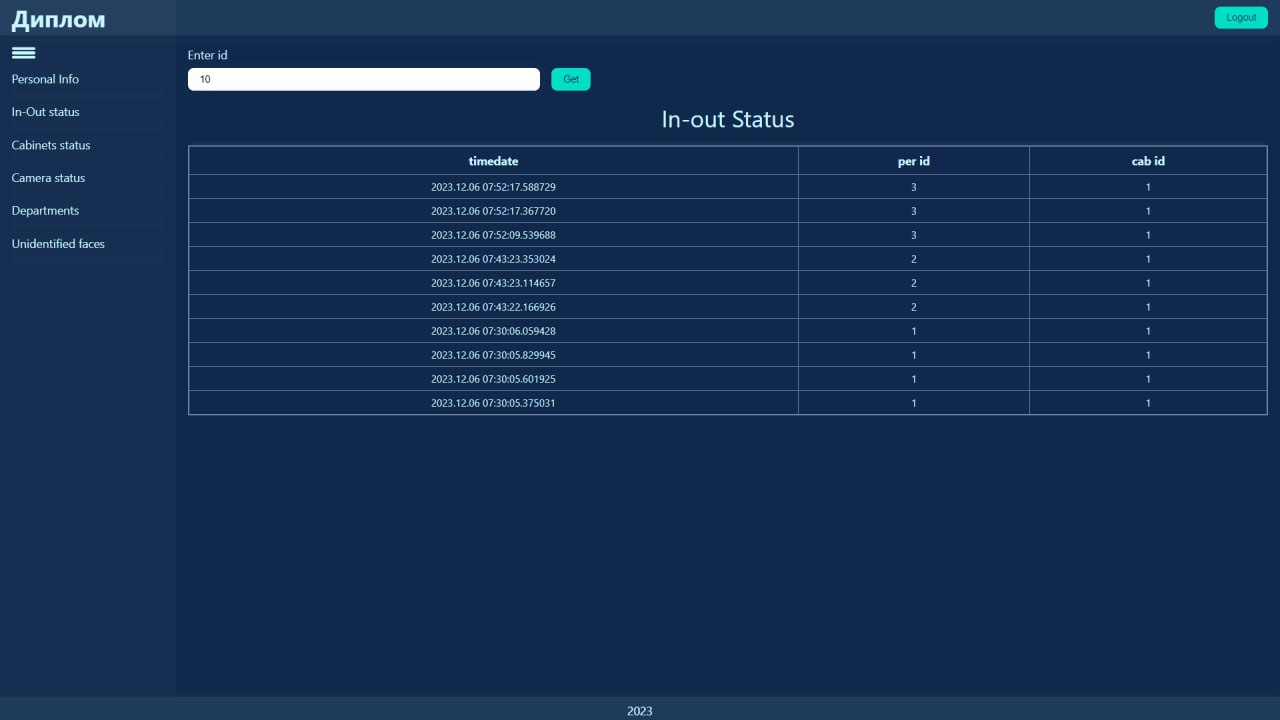 Диплом
Logout
Personal Info
In-Out status
Cabinets status
Camera status
Departments
Unidentified faces
Enter id
10 Get
In-out Status
timedate per id cab id
2023.12.06 07:52:17.588729 3 1
2023.12.06 07:52:17.367720 3 1
2023.12.06 07:52:09.539688 3 1
2023.12.06 07:43:23.353024 2 1
2023.12.06 07:43:23.114657 2 1
2023.12.06 07:43:22.166926 2 1
2023.12.06 07:30:06.059428 1 1
2023.12.06 07:30:05.829945 1 1
2023.12.06 07:30:05.601925 1 1
2023.12.06 07:30:05.375031 1 1
2023